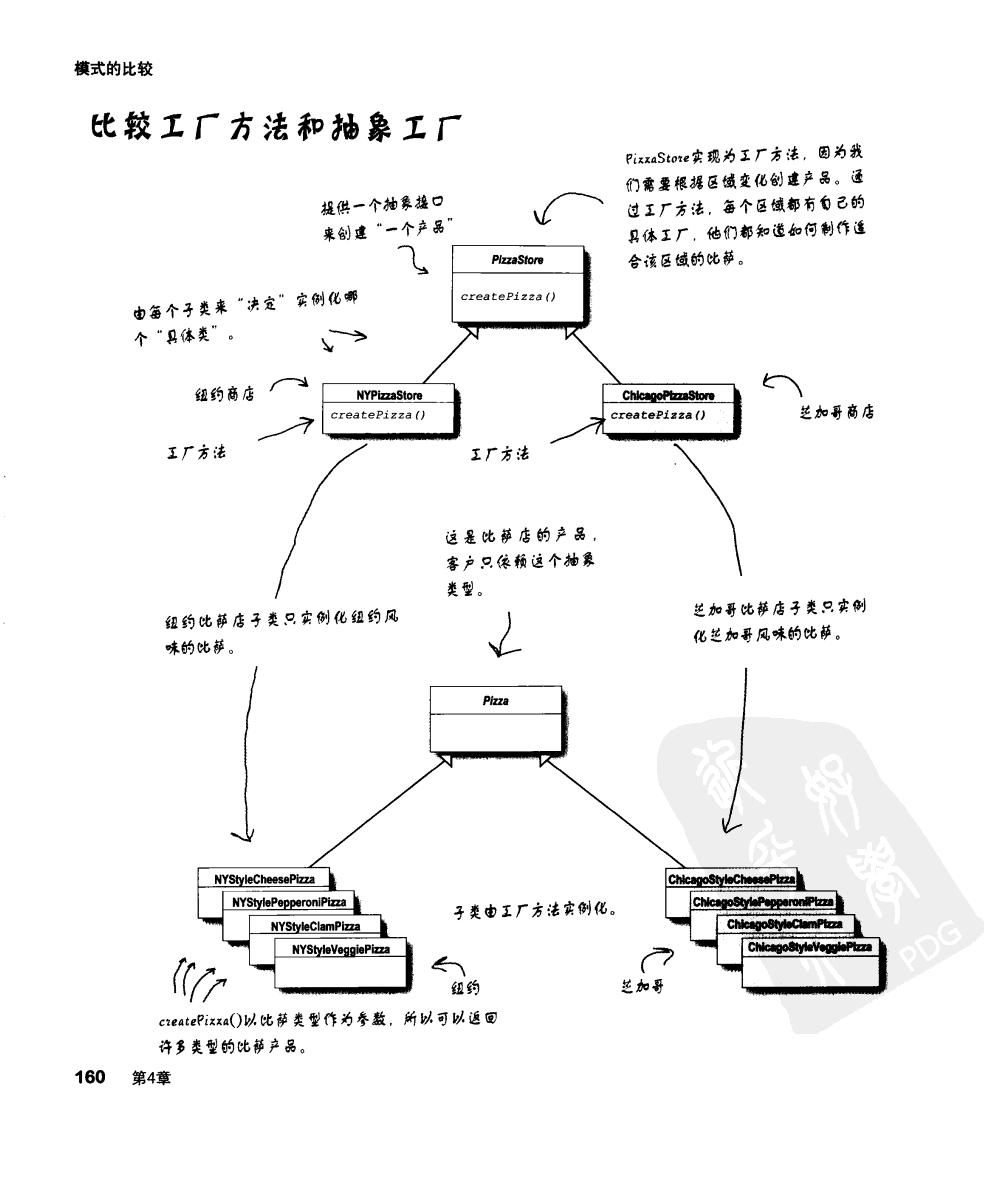 模式的比较
比较工厂方法和抽象工厂
PizzaStore实现为工厂方法，因为我
们需要根据区域变化创建产品。通
过工厂方法，每个区域都有自己的
具体工厂，他们都知道如何制作适
合该区域的比萨。
提供一个抽象接口
来创建“一个产品”
PizzaStore
createPizza()
由每个子类来“决定”实例化哪
个“具体类”。
纽约商店
NYPizzaStore
createPizza()
工厂方法
ChicagoPizzaStore
createPizza()
芝加哥商店
工厂方法
这是比萨店的产品，
客户只依赖这个抽象
类型。
纽约比萨店子类只实例化纽约风
味的比萨。
芝加哥比萨店子类只实例
化芝加哥风味的比萨。
Pizza
NYStyleCheesePizza
NYStylePepperoniPizza
NYStyleClamPizza
NYStyleVeggiePizza
子类由工厂方法实例化。
ChicagoStyleCheesePizza
ChicagoStylePepperoniPizza
ChicagoStyleClamPizza
ChicagoStyleVeggiePizza
纽约
芝加哥
createPizza()以比萨类型作为参数，所以可以返回
许多类型的比萨产品。
PDG
160 第4章